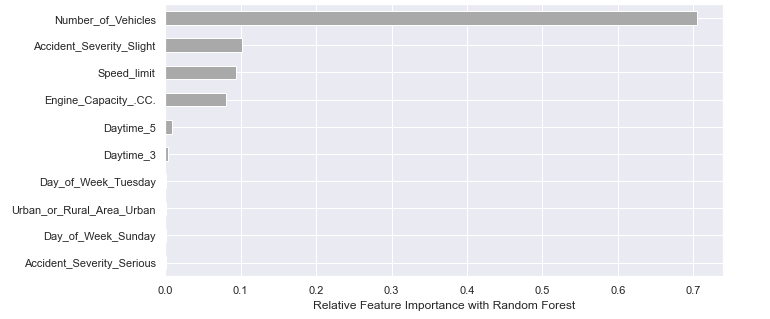 Number_of_Vehicles
Accident_Severity_Slight
Speed_limit
Engine_Capacity_.CC.
Daytime_5
Daytime_3
Day_of_Week_Tuesday
Urban_or_Rural_Area_Urban
Day_of_Week_Sunday
Accident_Severity_Serious
0.0 0.1 0.2 0.3 0.4 0.5 0.6 0.7
Relative Feature Importance with Random Forest